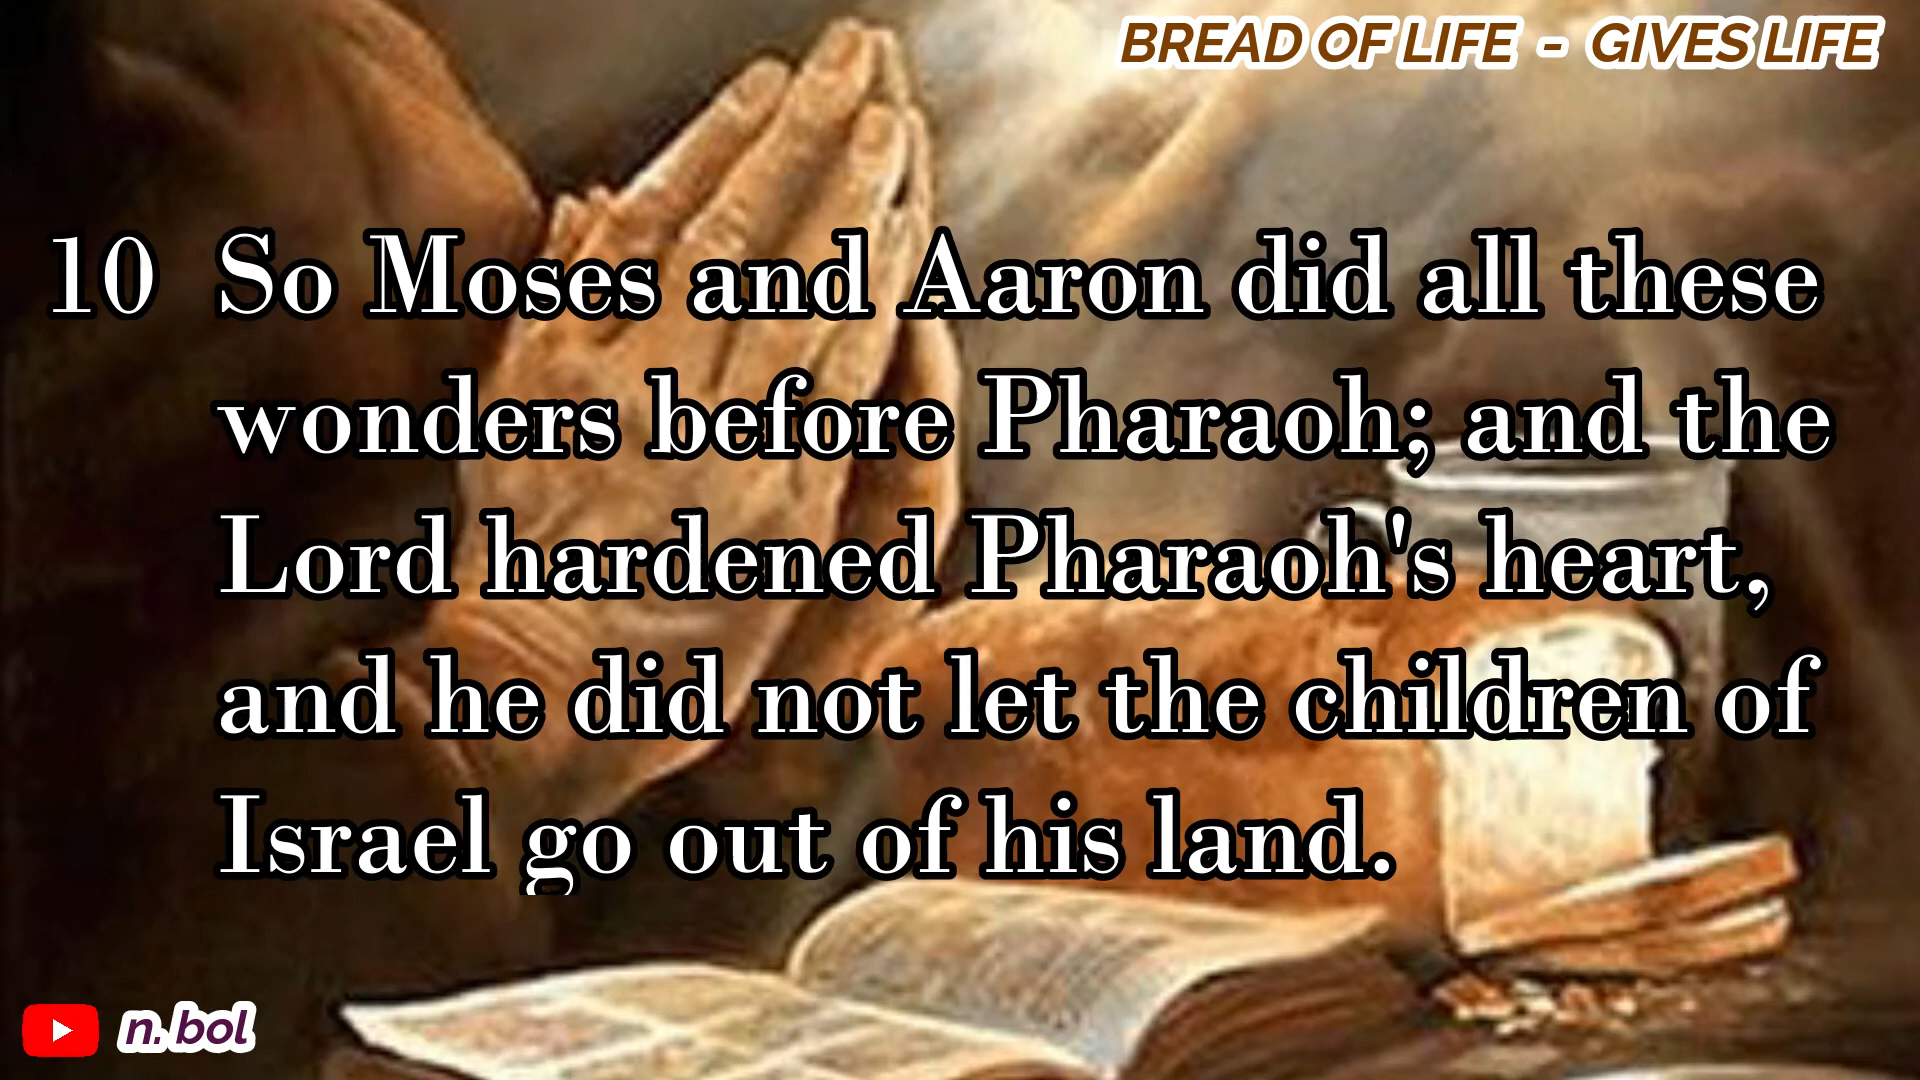 BREAD OF LIFE - GIVES LIFE
10 So Moses and Aaron did all these
wonders before Pharaoh; and the
Lord hardened Pharaoh's heart,
and he did not let the children of
Israel go out of his land.
n. bol